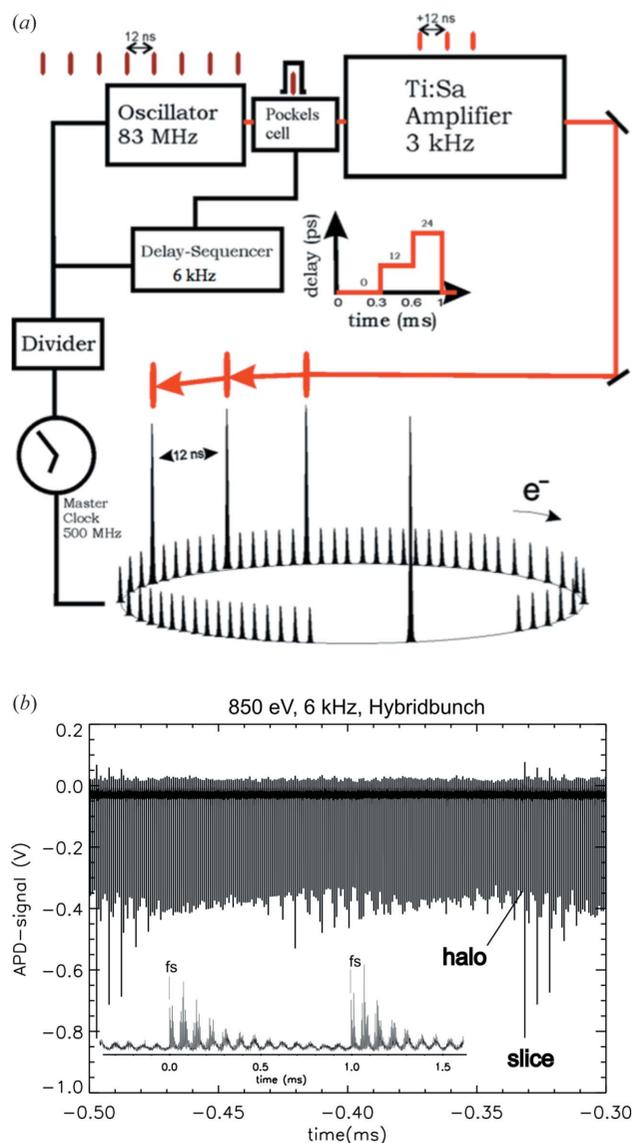 (a)
12 ns
+12 ns
Oscillator
83 MHz
Pockels
cell
Ti:Sa
Amplifier
3 kHz
Delay-Sequencer
6 kHz
delay (ps)
0
12
24
0 0.3 0.6 1
time (ms)
Divider
12 ns
Master
Clock
500 MHz
e⁻
(b)
850 eV, 6 kHz, Hybridbunch
APD-signal (V)
0.2
0.0
−0.2
−0.4
−0.6
−0.8
−1.0
halo
slice
fs
fs
0.0 0.5 1.0 1.5
time (ms)
−0.50 −0.45 −0.40 −0.35 −0.30
time(ms)